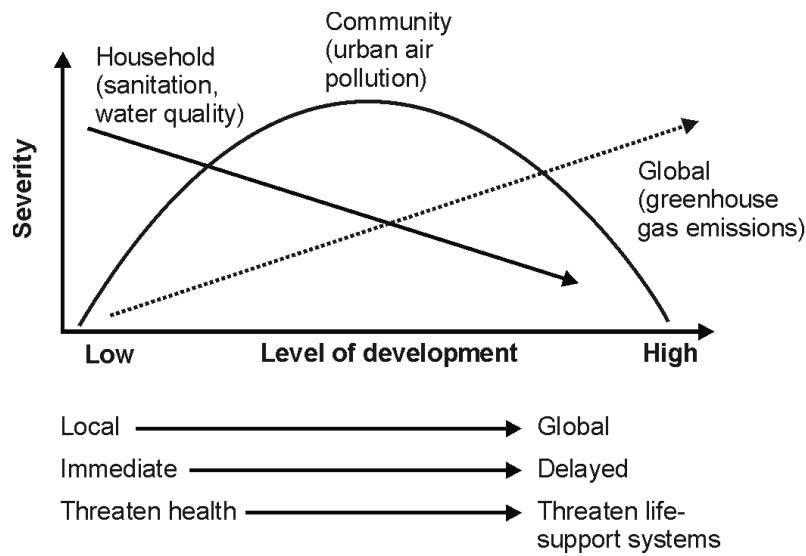 Community
(urban air
pollution)
Household
(sanitation,
water quality)
Global
(greenhouse
gas emissions)
Severity
Low
Level of development
High
Local
Global
Immediate
Delayed
Threaten health
Threaten life-
support systems